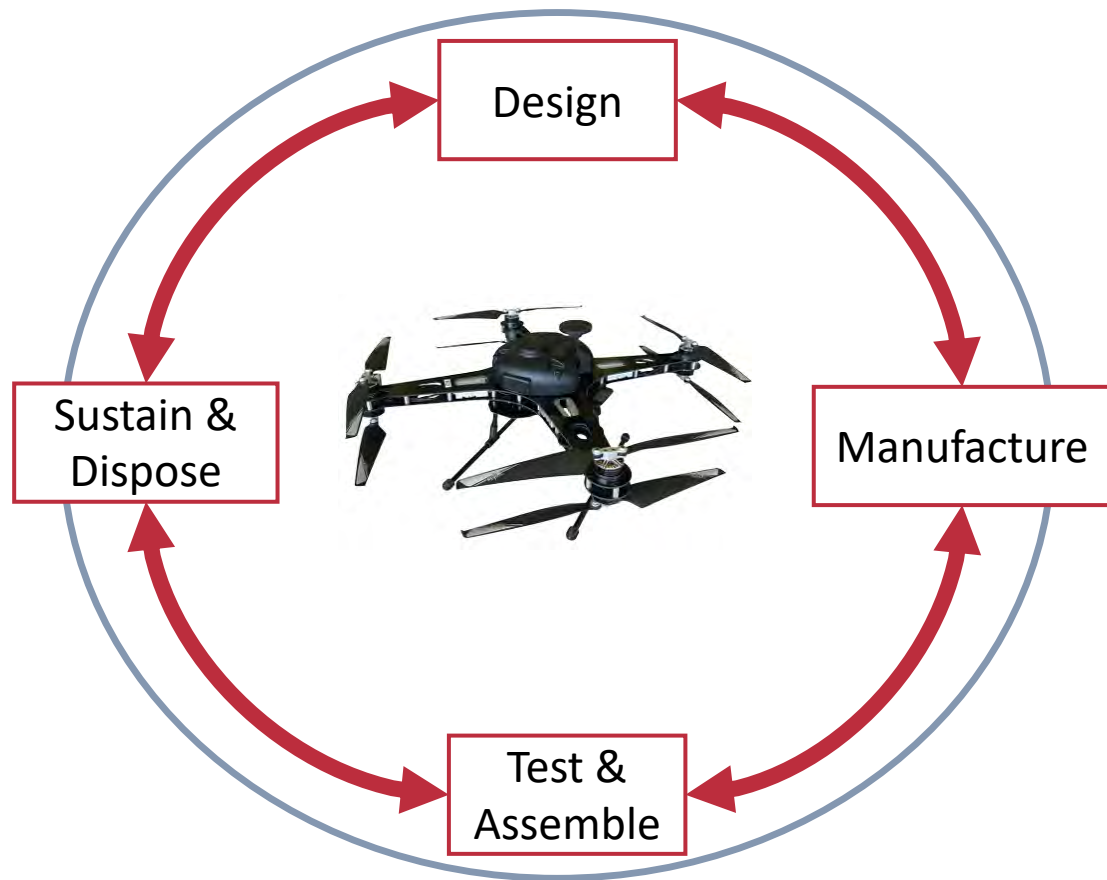 Design
Sustain &
Dispose
Manufacture
Test &
Assemble